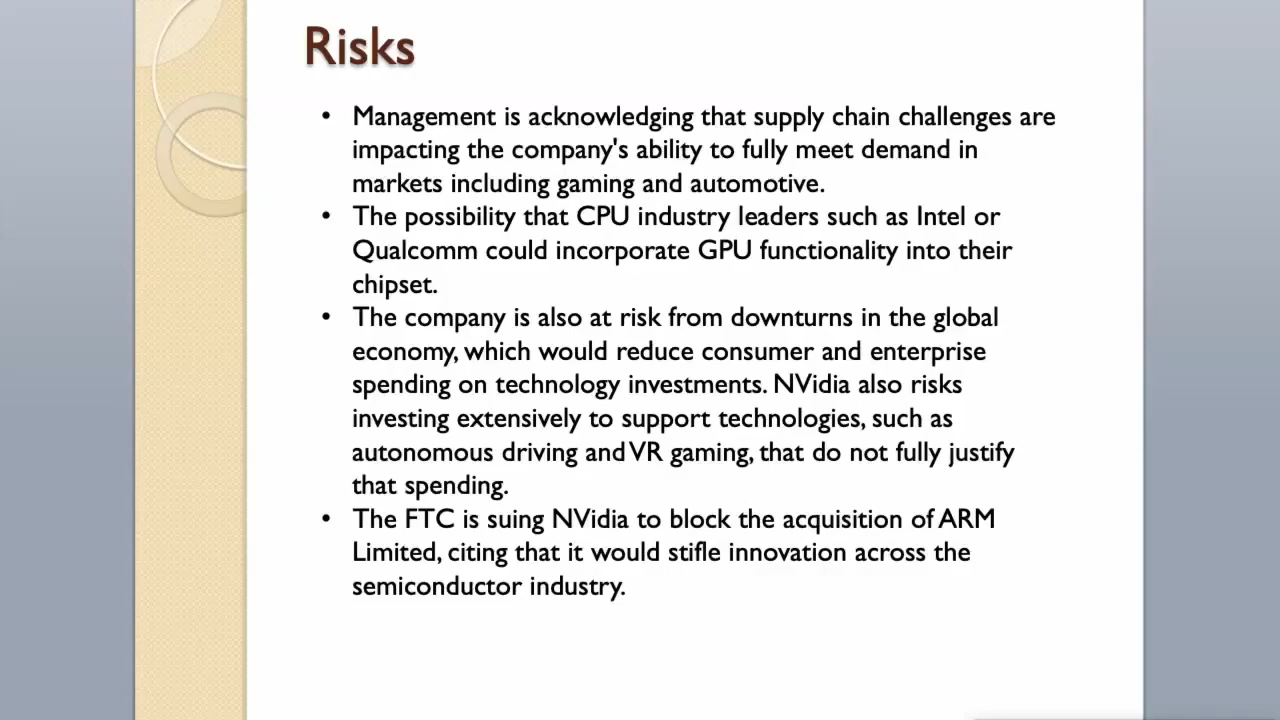 Risks
• Management is acknowledging that supply chain challenges are
impacting the company's ability to fully meet demand in
markets including gaming and automotive.
• The possibility that CPU industry leaders such as Intel or
Qualcomm could incorporate GPU functionality into their
chipset.
• The company is also at risk from downturns in the global
economy, which would reduce consumer and enterprise
spending on technology investments. NVidia also risks
investing extensively to support technologies, such as
autonomous driving and VR gaming, that do not fully justify
that spending.
• The FTC is suing NVidia to block the acquisition of ARM
Limited, citing that it would stifle innovation across the
semiconductor industry.